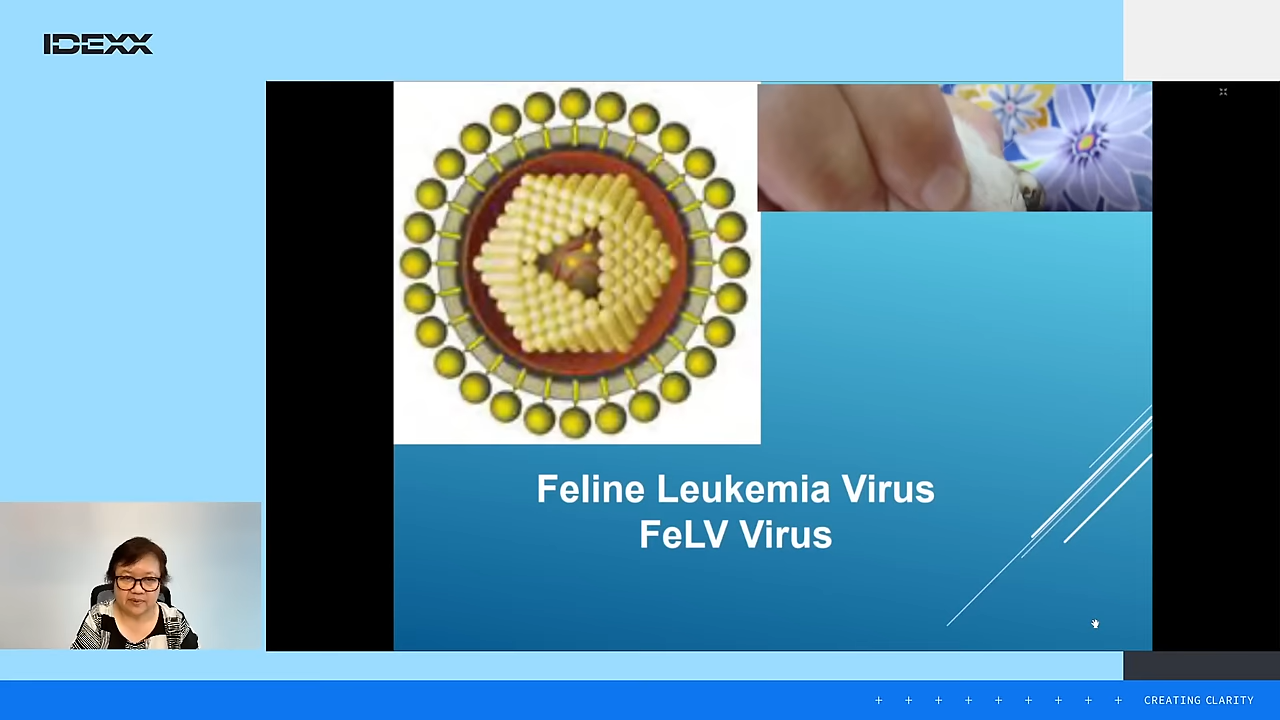 IDEXX
Feline Leukemia Virus
FeLV Virus
+ + + + + + + + + CREATING CLARITY